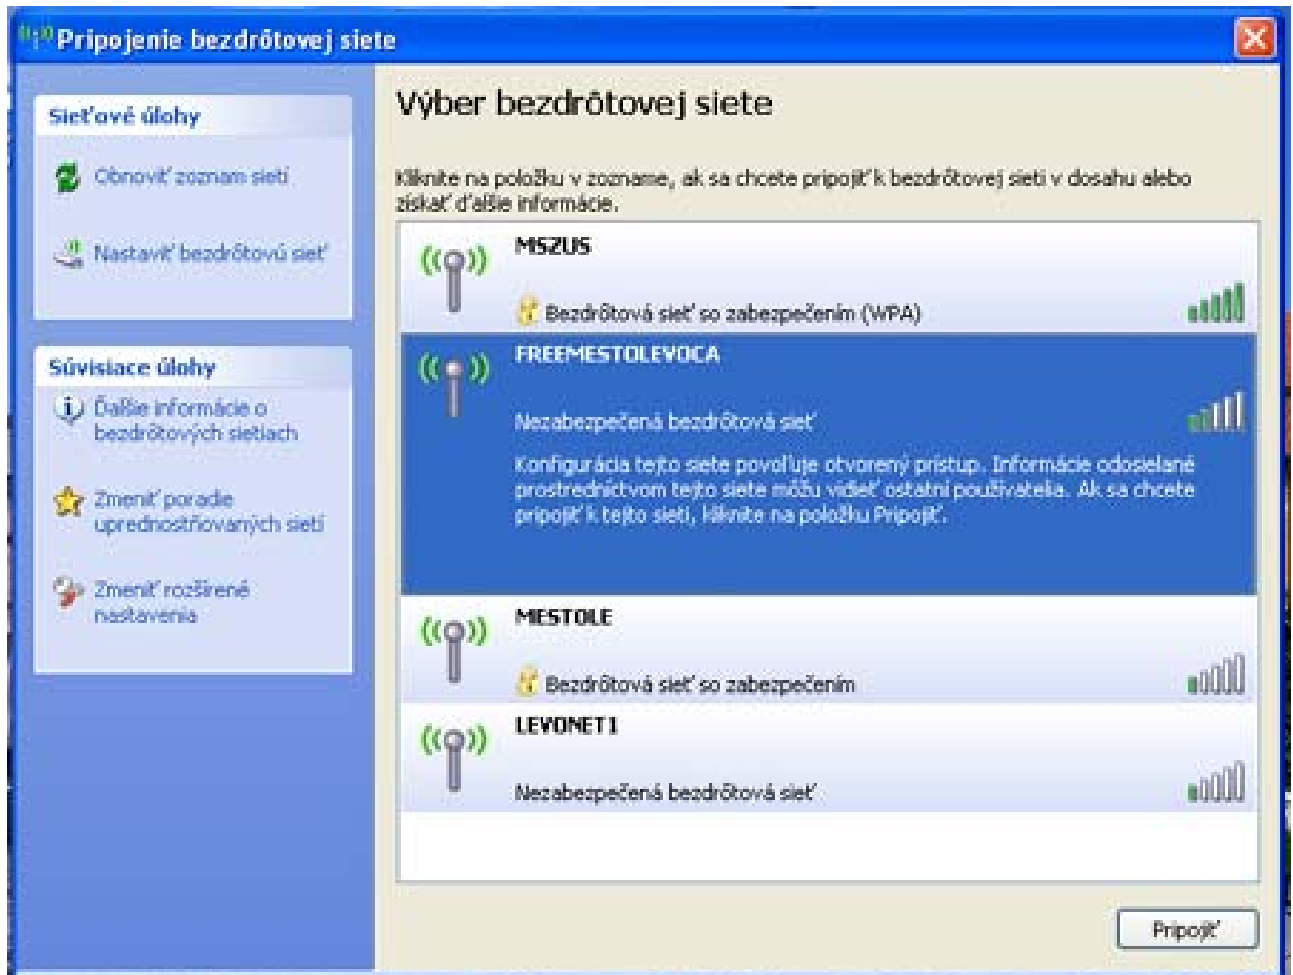 Pripojenie bezdrôtovej siete
Sieťové úlohy
Obnoviť zoznam sietí
Nastaviť bezdrôtovú sieť
Súvisiace úlohy
Ďalšie informácie o
bezdrôtových sietiach
Zmeniť poradie
uprednostňovaných sietí
Zmeniť rozšírené
nastavenia
Výber bezdrôtovej siete
Kliknite na položku v zozname, ak sa chcete pripojiť k bezdrôtovej sieti v dosahu alebo
získať ďalšie informácie.
MSZUS
Bezdrôtová sieť so zabezpečením (WPA)
FREEMESTOLEVOCA
Nezabezpečená bezdrôtová sieť
Konfigurácia tejto siete povoľuje otvorený prístup. Informácie odosielané
prostredníctvom tejto siete môžu vidieť ostatní používatelia. Ak sa chcete
pripojiť k tejto sieti, kliknite na položku Pripojiť.
MESTOLE
Bezdrôtová sieť so zabezpečením
LEVONET1
Nezabezpečená bezdrôtová sieť
Pripojiť